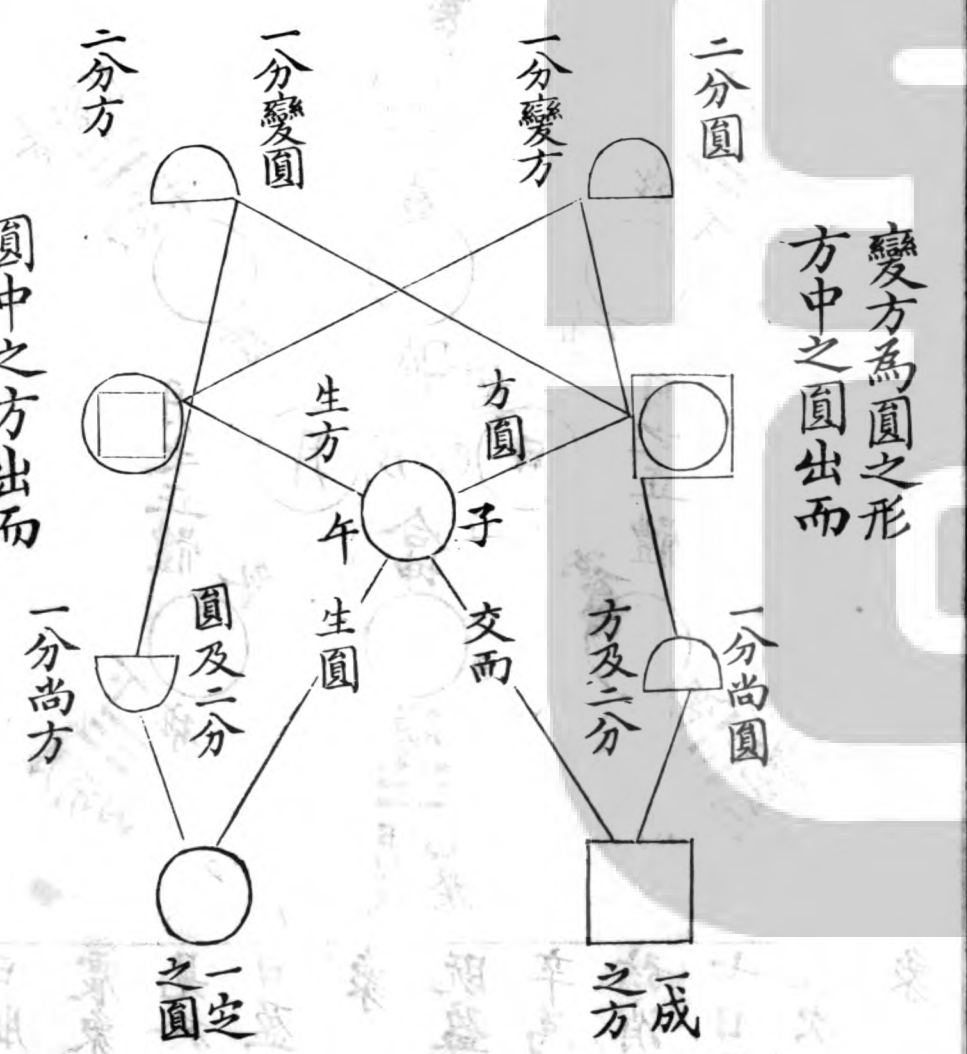 變方為圓之形
方中之圓出而
二分圓
一分變方
一分變圓
二分方
圓中之方出而
方圓
生方
子
午
一分尚圓
方及二分
交而
生圓
圓及二分
一分尚方
一成
之方
一定
之圓